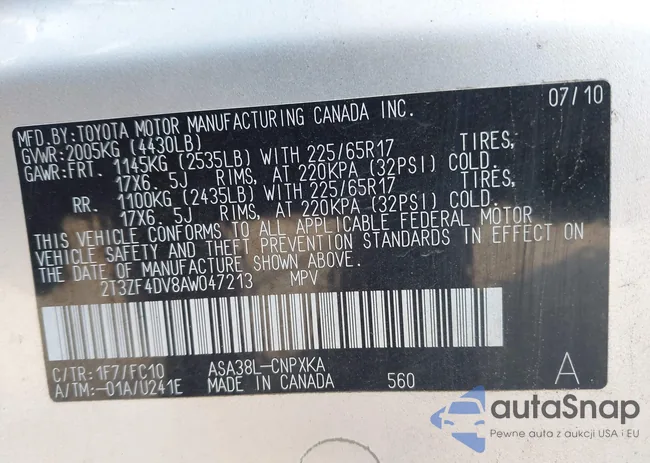 MFD.BY:TOYOTA MOTOR MANUFACTURING CANADA INC. 07/10
GVWR:2005KG (4430LB)
GAWR:FRT. 1145KG (2535LB) WITH 225/65R17 TIRES,
17X6. 5J RIMS, AT 220KPA (32PSI) COLD.
RR. 1100KG (2435LB) WITH 225/65R17 TIRES,
17X6. 5J RIMS, AT 220KPA (32PSI) COLD.
THIS VEHICLE CONFORMS TO ALL APPLICABLE FEDERAL MOTOR
VEHICLE SAFETY AND THEFT PREVENTION STANDARDS IN EFFECT ON
THE DATE OF MANUFACTURE SHOWN ABOVE.
2T3ZF4DV8AW047213 MPV
C/TR:1F7/FC10 ASA38L-CNPXKA
A/TM:-01A/U241E MADE IN CANADA 560 A
autaSnap
Pewne auta z aukcji USA i EU